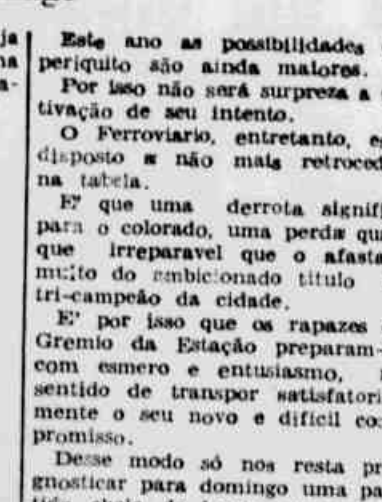 ja
na
a-
Este ano as possibilidades
periquito são ainda maiores.
Por isso não será surpreza a
tivação de seu intento.
O Ferroviario, entretanto, e
disposto a não mais retroced
na tabela.
E' que uma derrota signifi
para o colorado, uma perda qua
que irreparavel que o afasta
muito do ambicionado titulo
tri-campeão da cidade.
E' por isso que os rapazes
Gremio da Estação preparam-
com esmero e entusiasmo,
sentido de transpor satisfatori
mente o seu novo e dificil co
promisso.
Desse modo só nos resta pr
gnosticar para domingo uma pa